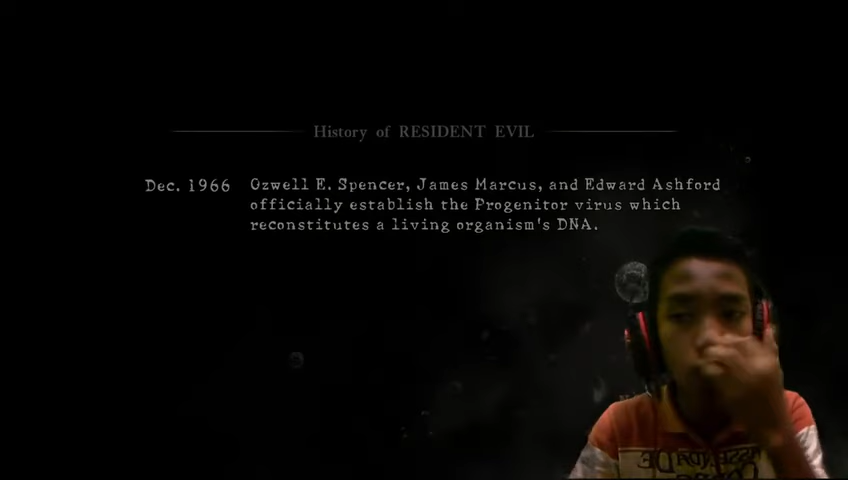 History of RESIDENT EVIL
Dec. 1966 Ozwell E. Spencer, James Marcus, and Edward Ashford
officially establish the Progenitor virus which
reconstitutes a living organism's DNA.